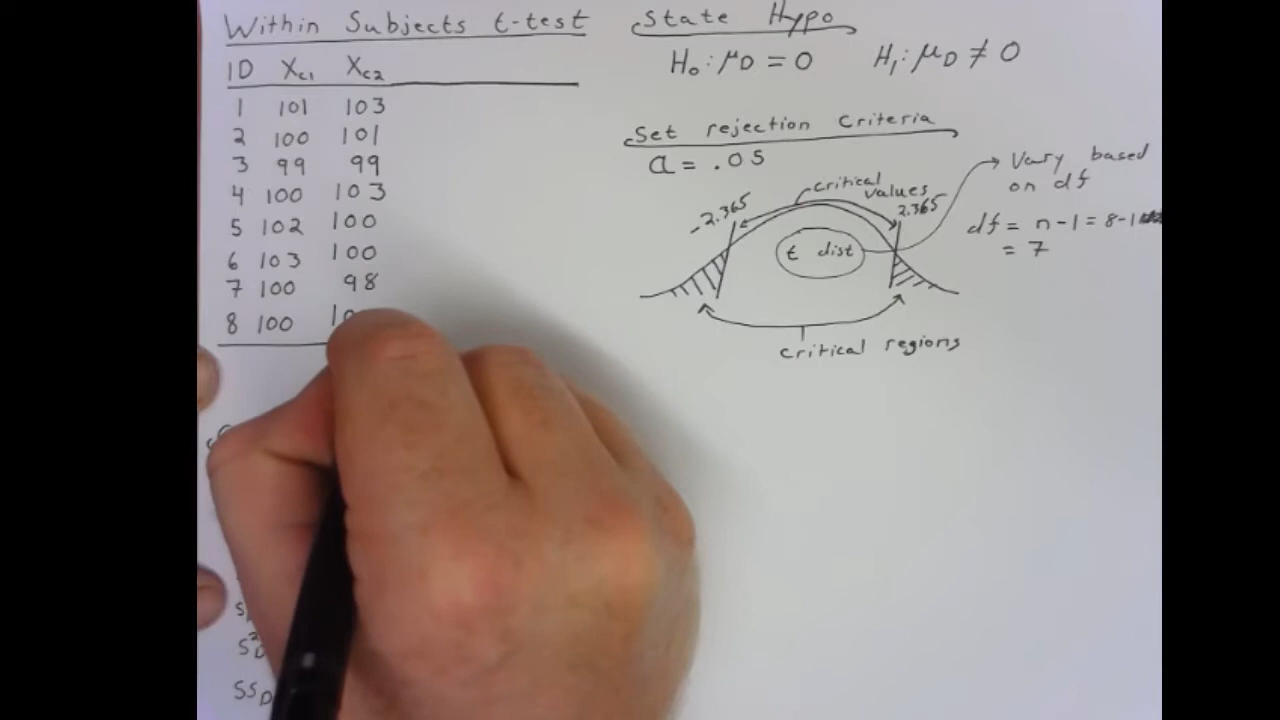 Within Subjects t-test
ID Xc1 Xc2
1 101 103
2 100 101
3 99 99
4 100 103
5 102 100
6 103 100
7 100 98
8 100
S²D
SSD
State Hypo
H₀: μD = 0 H₁: μD ≠ 0
Set rejection Criteria
α = .05
critical values
-2.365 2.365
t dist
critical regions
Vary based
on df
df = n-1 = 8-1
= 7